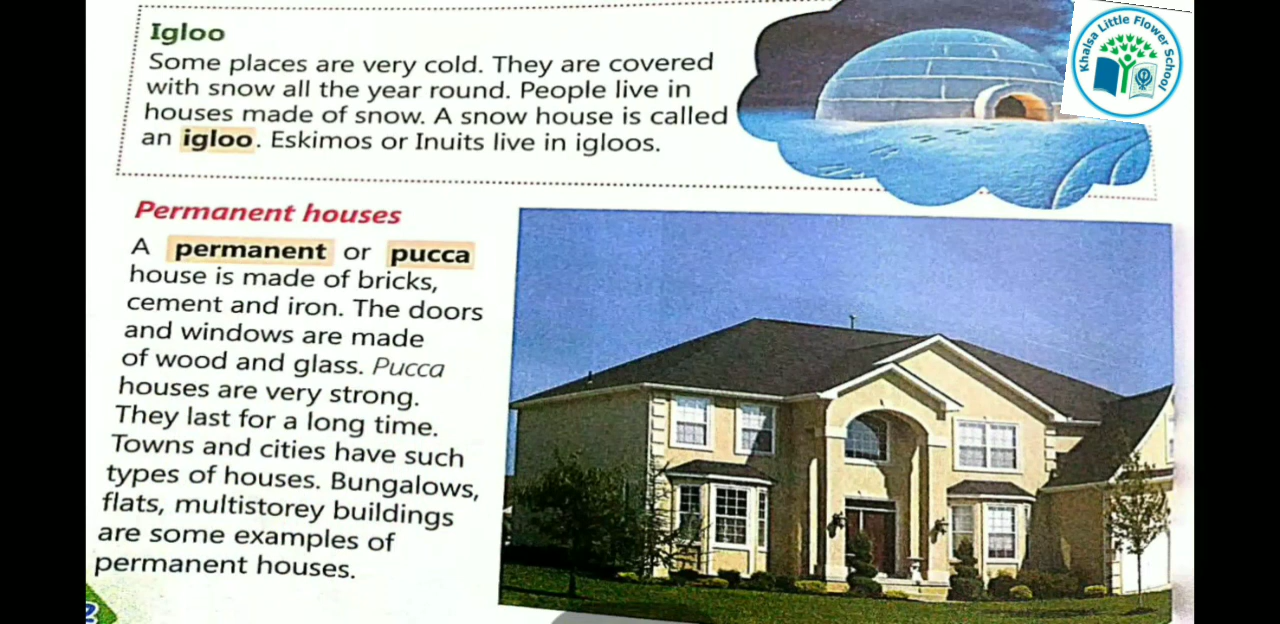 Igloo
Some places are very cold. They are covered
with snow all the year round. People live in
houses made of snow. A snow house is called
an igloo. Eskimos or Inuits live in igloos.
Khalsa Little Flower School
Permanent houses
A permanent or pucca
house is made of bricks,
cement and iron. The doors
and windows are made
of wood and glass. Pucca
houses are very strong.
They last for a long time.
Towns and cities have such
types of houses. Bungalows,
flats, multistorey buildings
are some examples of
permanent houses.